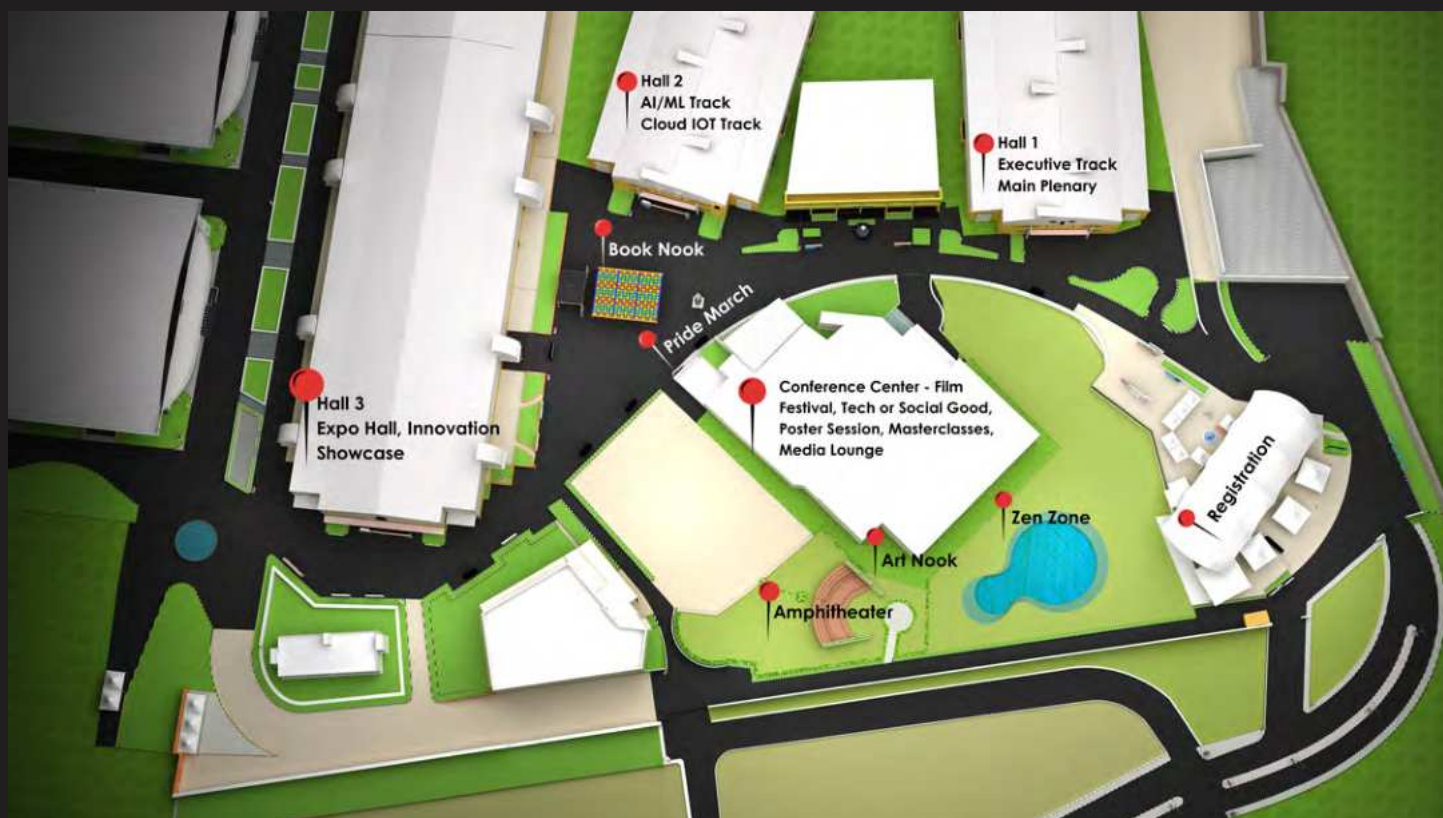 Hall 2
AI/ML Track
Cloud IOT Track
Hall 1
Executive Track
Main Plenary
Book Nook
Pride March
Hall 3
Expo Hall, Innovation
Showcase
Conference Center - Film
Festival, Tech or Social Good,
Poster Session, Masterclasses,
Media Lounge
Registration
Zen Zone
Art Nook
Amphitheater